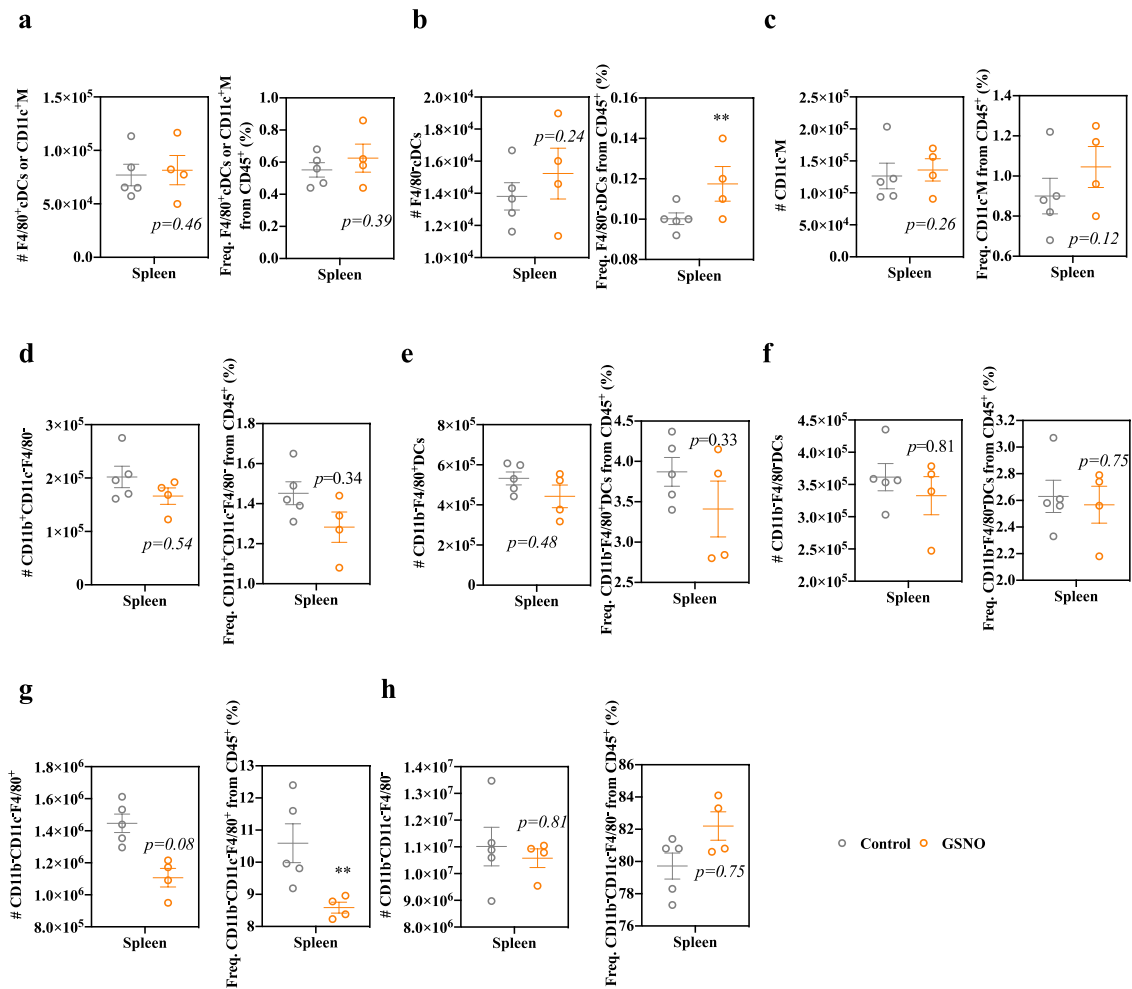 a
b
c
# F4/80⁺cDCs or CD11c⁺M
1.5×10⁵
1.0×10⁵
5.0×10⁴
0.0
p=0.46
Spleen
Freq. F4/80⁺cDCs or CD11c⁺M
from CD45⁺ (%)
1.0
0.8
0.6
0.4
0.2
0.0
p=0.39
Spleen
# F4/80⁻cDCs
2.0×10⁴
1.8×10⁴
1.6×10⁴
1.4×10⁴
1.2×10⁴
1.0×10⁴
p=0.24
Spleen
F4/80⁻cDCs from CD45⁺ (%)
0.16
0.14
0.12
0.10
0.08
**
Spleen
# CD11c⁻M
2.5×10⁵
2.0×10⁵
1.5×10⁵
1.0×10⁵
5.0×10⁴
0.0
p=0.26
Spleen
Freq. CD11c⁻M from CD45⁺ (%)
1.4
1.2
1.0
0.8
0.6
p=0.12
Spleen
d
e
f
# CD11b⁺CD11c⁻F4/80⁻
3×10⁵
2×10⁵
1×10⁵
0
p=0.54
Spleen
Freq. CD11b⁺CD11c⁻F4/80⁻ from CD45⁺ (%)
1.8
1.6
1.4
1.2
1.0
p=0.34
Spleen
# CD11b⁻F4/80⁺DCs
8×10⁵
6×10⁵
4×10⁵
2×10⁵
0
p=0.48
Spleen
Freq. CD11b⁻F4/80⁺DCs from CD45⁺ (%)
4.5
4.0
3.5
3.0
2.5
p=0.33
Spleen
# CD11b⁻F4/80⁻DCs
4.5×10⁵
4.0×10⁵
3.5×10⁵
3.0×10⁵
2.5×10⁵
2.0×10⁵
p=0.81
Spleen
Freq. CD11b⁻F4/80⁻DCs from CD45⁺ (%)
3.2
3.0
2.8
2.6
2.4
2.2
2.0
p=0.75
Spleen
g
h
# CD11b⁻CD11c⁻F4/80⁺
1.8×10⁶
1.6×10⁶
1.4×10⁶
1.2×10⁶
1.0×10⁶
8.0×10⁵
p=0.08
Spleen
Freq. CD11b⁻CD11c⁻F4/80⁺ from CD45⁺ (%)
13
12
11
10
9
8
**
Spleen
# CD11b⁻CD11c⁻F4/80⁻
1.4×10⁷
1.3×10⁷
1.2×10⁷
1.1×10⁷
1.0×10⁷
9.0×10⁶
8.0×10⁶
p=0.81
Spleen
Freq. CD11b⁻CD11c⁻F4/80⁻ from CD45⁺ (%)
86
84
82
80
78
76
p=0.75
Spleen
Control
GSNO